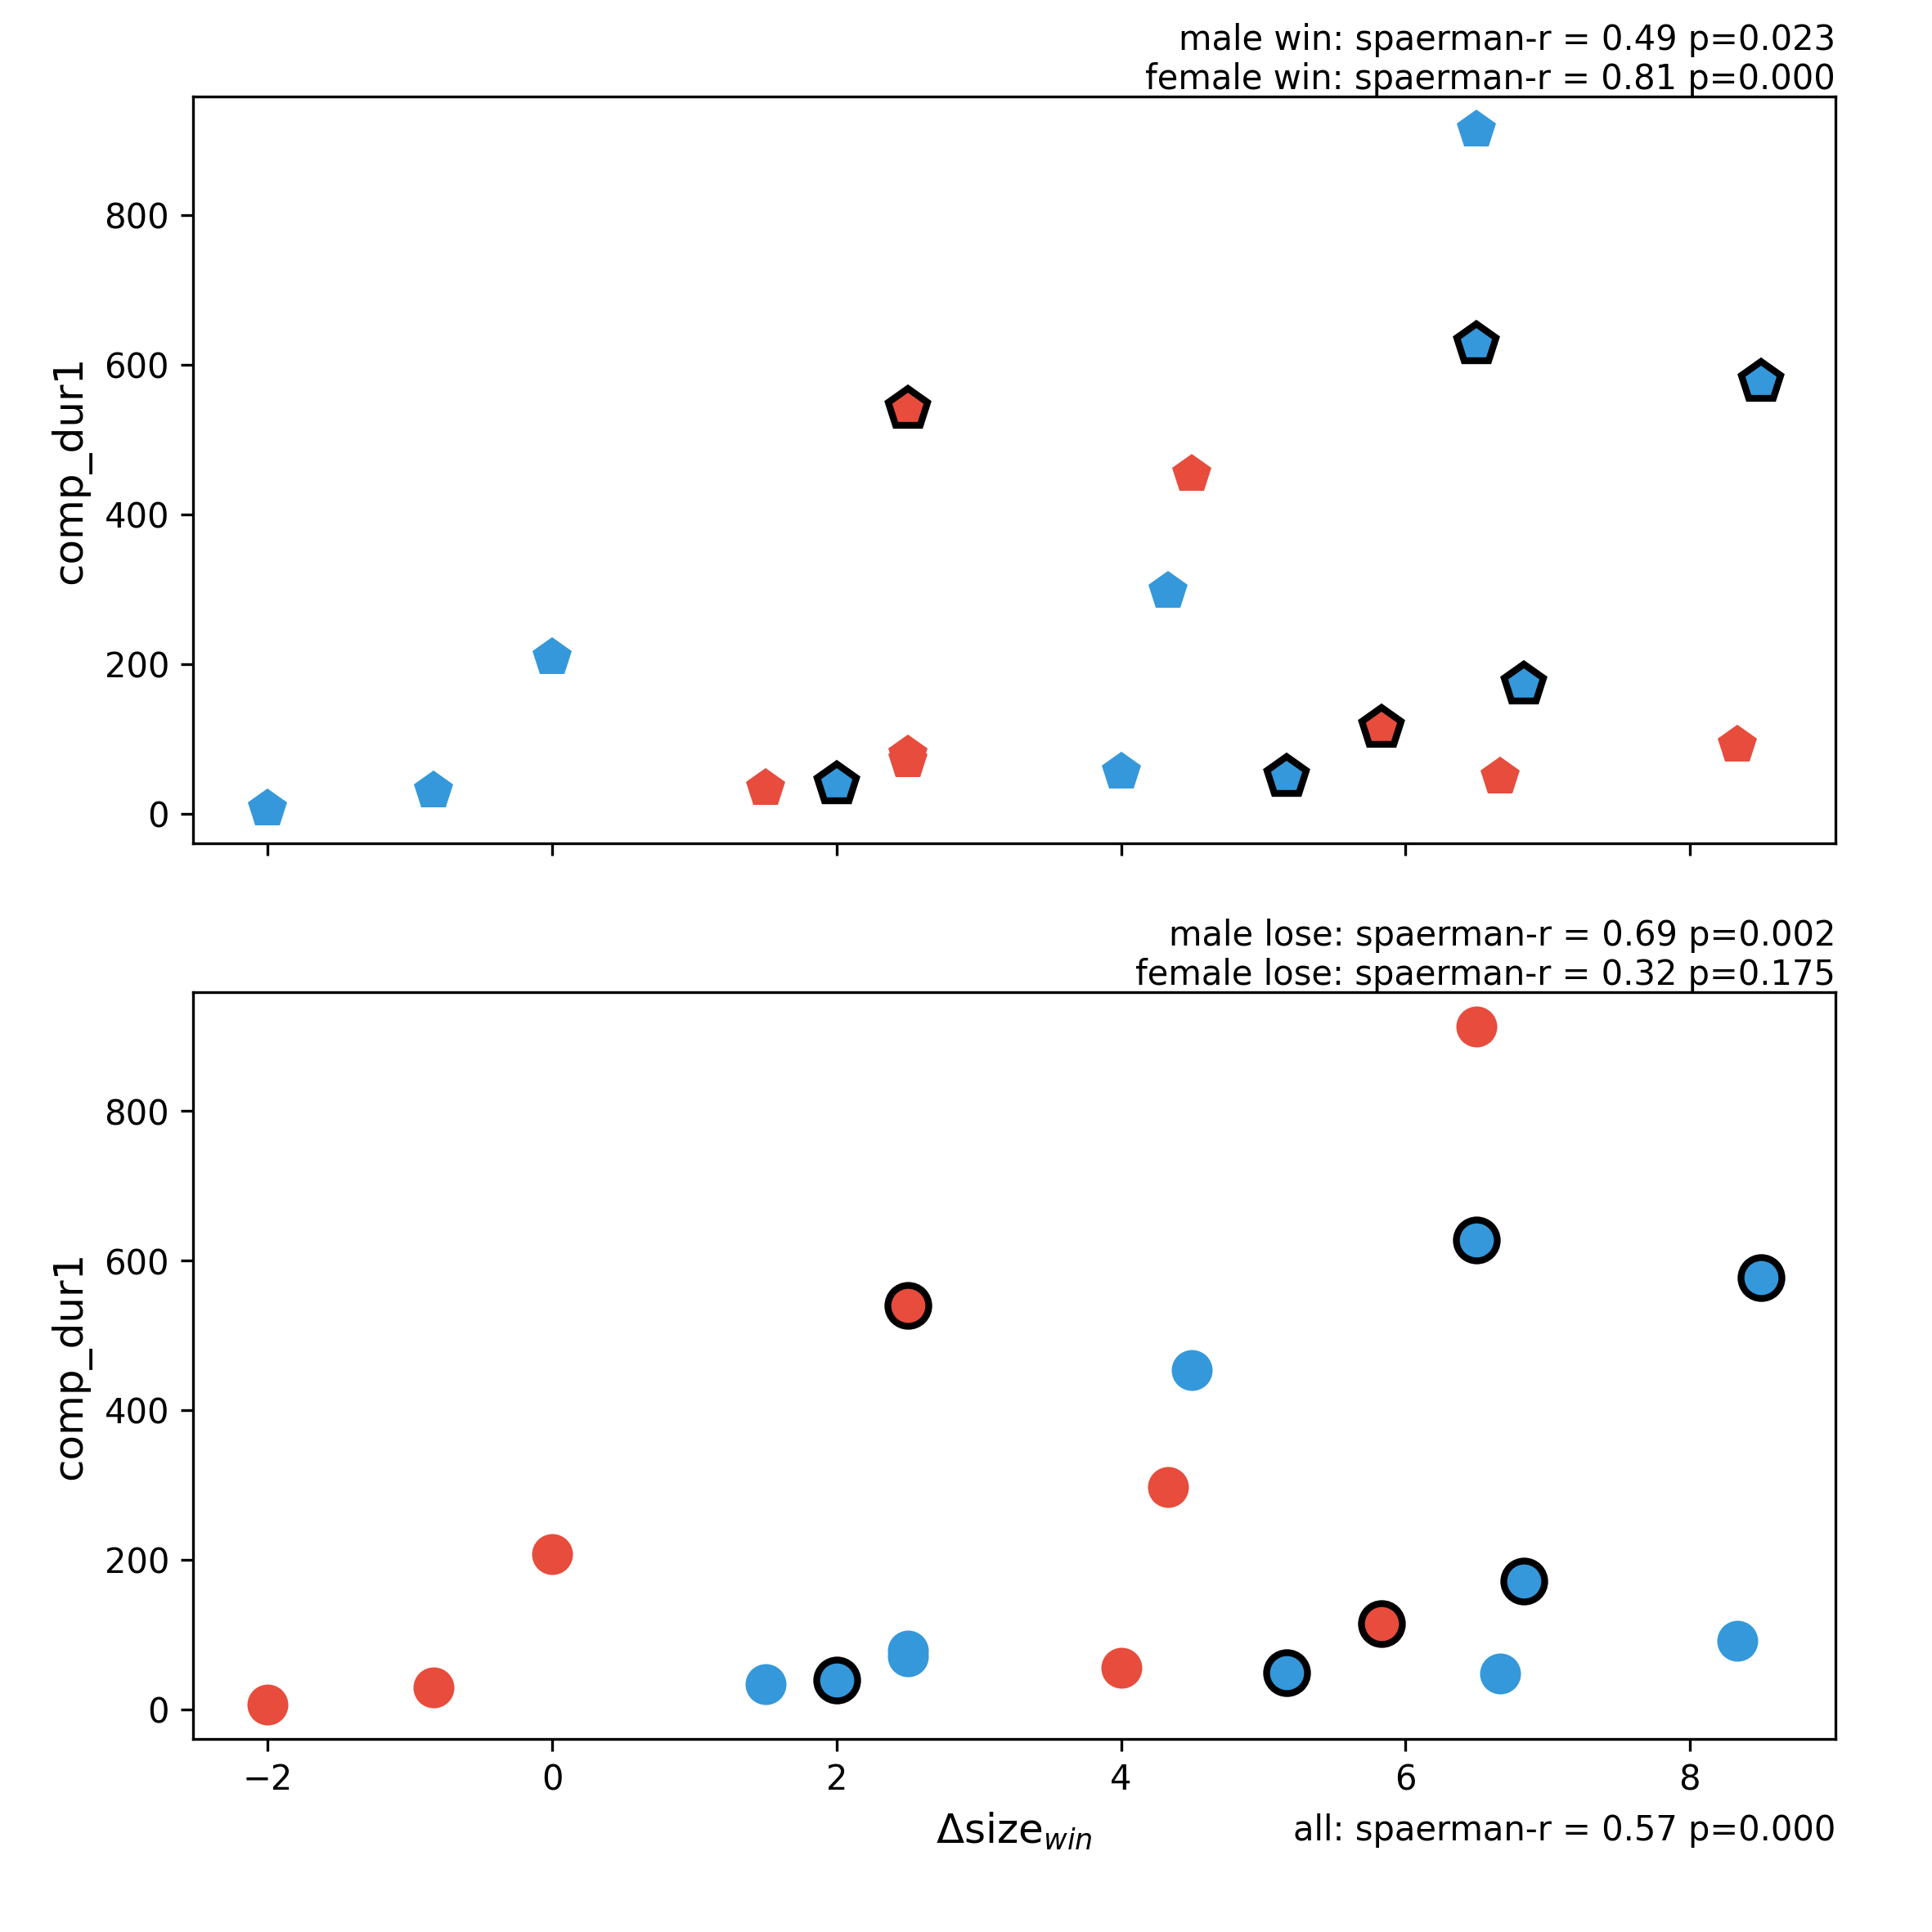 male win: spaerman-r = 0.49 p=0.023
female win: spaerman-r = 0.81 p=0.000
800
600
400
200
0
comp_dur1
male lose: spaerman-r = 0.69 p=0.002
female lose: spaerman-r = 0.32 p=0.175
800
600
400
200
0
comp_dur1
−2 0 2 4 6 8
Δsize_win
all: spaerman-r = 0.57 p=0.000